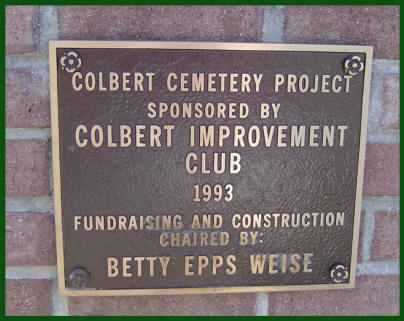 COLBERT CEMETERY PROJECT
SPONSORED BY
COLBERT IMPROVEMENT
CLUB
1993
FUNDRAISING AND CONSTRUCTION
CHAIRED BY:
BETTY EPPS WEISE